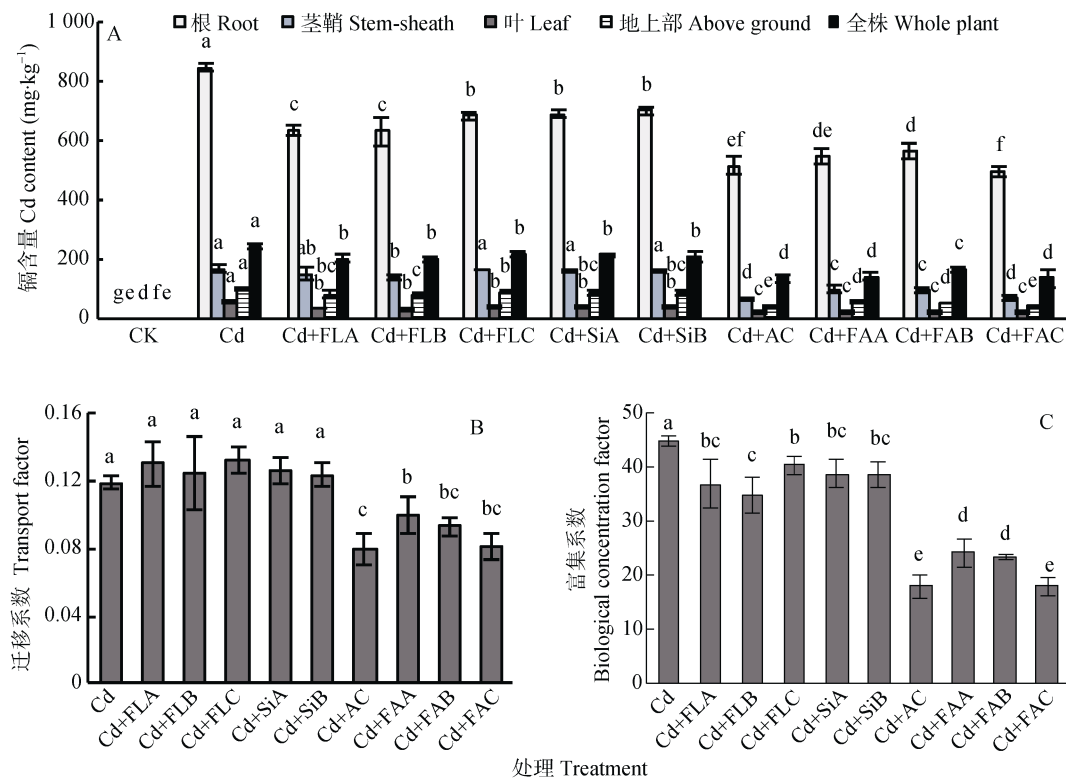 根 Root 茎鞘 Stem-sheath 叶 Leaf 地上部 Above ground 全株 Whole plant
A
镉含量 Cd content (mg·kg⁻¹)
1 000
800
600
400
200
0
g e d f e
a a a a a
c ab b bc b
c b b c b
b a b b b
a a b bc b
b a b bc b
ef d c e d
de c c d d
d c c d c
f d c e d
CK Cd Cd+FLA Cd+FLB Cd+FLC Cd+SiA Cd+SiB Cd+AC Cd+FAA Cd+FAB Cd+FAC
B
迁移系数 Transport factor
0.16
0.12
0.08
0.04
0
a a a a a a c b bc bc
Cd Cd+FLA Cd+FLB Cd+FLC Cd+SiA Cd+SiB Cd+AC Cd+FAA Cd+FAB Cd+FAC
C
富集系数
Biological concentration factor
50
40
30
20
10
0
a bc c b bc bc e d d e
Cd Cd+FLA Cd+FLB Cd+FLC Cd+SiA Cd+SiB Cd+AC Cd+FAA Cd+FAB Cd+FAC
处理 Treatment